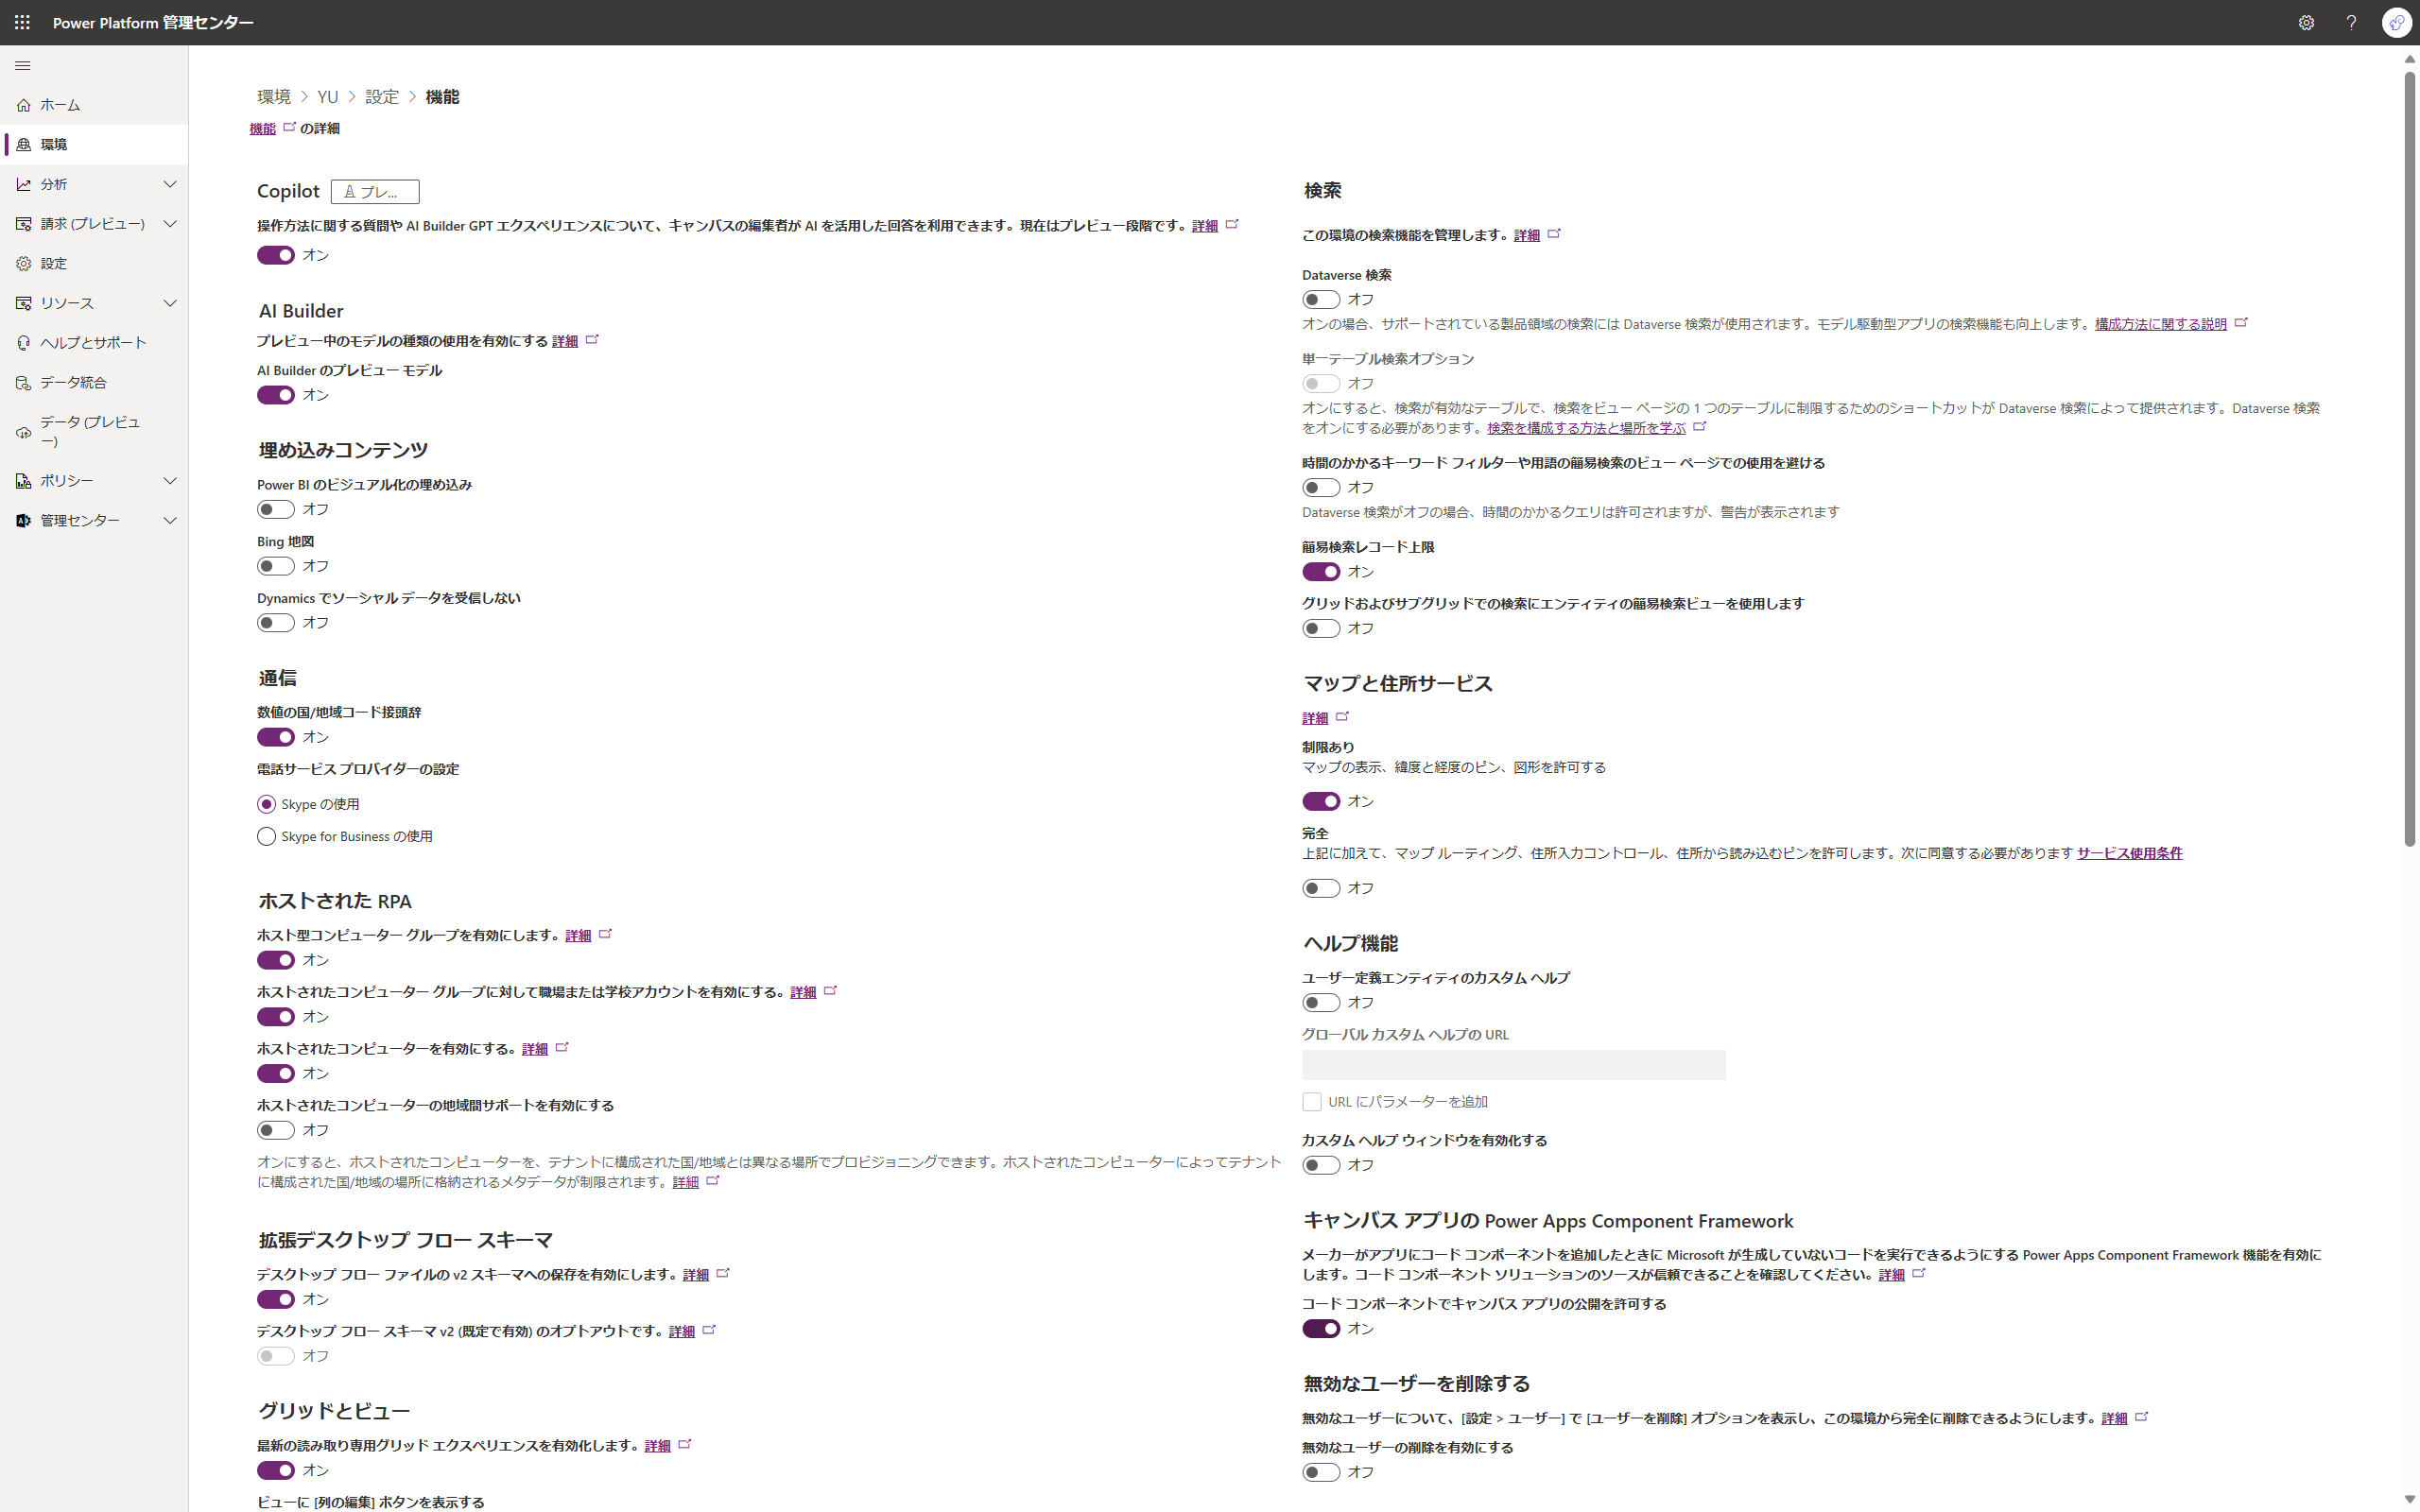 Power Platform 管理センター
ホーム
環境
分析
請求 (プレビュー)
設定
リソース
ヘルプとサポート
データ統合
データ (プレビュ
ー)
ポリシー
管理センター
環境 > YU > 設定 > 機能
機能 の詳細
Copilot プレ...
操作方法に関する質問や AI Builder GPT エクスペリエンスについて、キャンバスの編集者が AI を活用した回答を利用できます。現在はプレビュー段階です。詳細
オン
AI Builder
プレビュー中のモデルの種類の使用を有効にする 詳細
AI Builder のプレビュー モデル
オン
埋め込みコンテンツ
Power BI のビジュアル化の埋め込み
オフ
Bing 地図
オフ
Dynamics でソーシャル データを受信しない
オフ
通信
数値の国/地域コード接頭辞
オン
電話サービス プロバイダーの設定
Skype の使用
Skype for Business の使用
ホストされた RPA
ホスト型コンピューター グループを有効にします。詳細
オン
ホストされたコンピューター グループに対して職場または学校アカウントを有効にする。詳細
オン
ホストされたコンピューターを有効にする。詳細
オン
ホストされたコンピューターの地域間サポートを有効にする
オフ
オンにすると、ホストされたコンピューターを、テナントに構成された国/地域とは異なる場所でプロビジョニングできます。ホストされたコンピューターによってテナント
に構成された国/地域の場所に格納されるメタデータが制限されます。詳細
拡張デスクトップ フロー スキーマ
デスクトップ フロー ファイルの v2 スキーマへの保存を有効にします。詳細
オン
デスクトップ フロー スキーマ v2 (既定で有効) のオプトアウトです。詳細
オフ
グリッドとビュー
最新の読み取り専用グリッド エクスペリエンスを有効化します。詳細
オン
ビューに [列の編集] ボタンを表示する
検索
この環境の検索機能を管理します。詳細
Dataverse 検索
オフ
オンの場合、サポートされている製品領域の検索には Dataverse 検索が使用されます。モデル駆動型アプリの検索機能も向上します。構成方法に関する説明
単一テーブル検索オプション
オフ
オンにすると、検索が有効なテーブルで、検索をビュー ページの 1 つのテーブルに制限するためのショートカットが Dataverse 検索によって提供されます。Dataverse 検索
をオンにする必要があります。検索を構成する方法と場所を学ぶ
時間のかかるキーワード フィルターや用語の簡易検索のビュー ページでの使用を避ける
オフ
Dataverse 検索がオフの場合、時間のかかるクエリは許可されますが、警告が表示されます
簡易検索レコード上限
オン
グリッドおよびサブグリッドでの検索にエンティティの簡易検索ビューを使用します
オフ
マップと住所サービス
詳細
制限あり
マップの表示、緯度と経度のピン、図形を許可する
オン
完全
上記に加えて、マップ ルーティング、住所入力コントロール、住所から読み込むピンを許可します。次に同意する必要があります サービス使用条件
オフ
ヘルプ機能
ユーザー定義エンティティのカスタム ヘルプ
オフ
グローバル カスタム ヘルプの URL
URL にパラメーターを追加
カスタム ヘルプ ウィンドウを有効化する
オフ
キャンバス アプリの Power Apps Component Framework
メーカーがアプリにコード コンポーネントを追加したときに Microsoft が生成していないコードを実行できるようにする Power Apps Component Framework 機能を有効に
します。コード コンポーネント ソリューションのソースが信頼できることを確認してください。詳細
コード コンポーネントでキャンバス アプリの公開を許可する
オン
無効なユーザーを削除する
無効なユーザーについて、[設定 > ユーザー] で [ユーザーを削除] オプションを表示し、この環境から完全に削除できるようにします。詳細
無効なユーザーの削除を有効にする
オフ